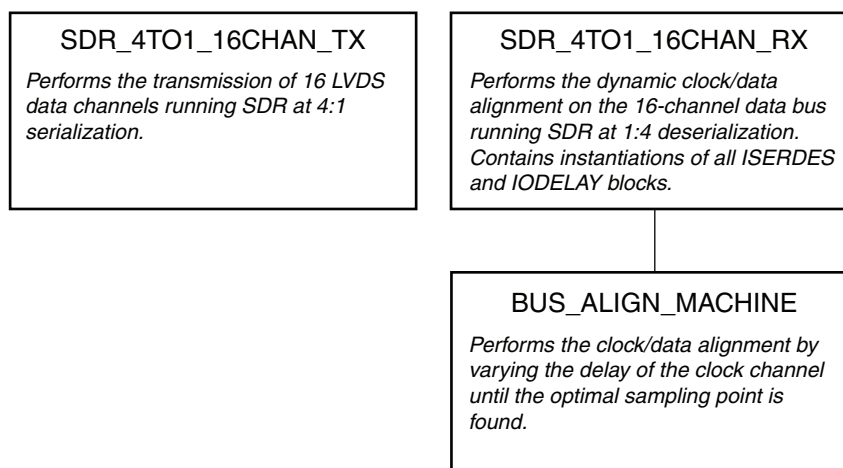 SDR_4TO1_16CHAN_TX
Performs the transmission of 16 LVDS
data channels running SDR at 4:1
serialization.
SDR_4TO1_16CHAN_RX
Performs the dynamic clock/data
alignment on the 16-channel data bus
running SDR at 1:4 deserialization.
Contains instantiations of all ISERDES
and IODELAY blocks.
BUS_ALIGN_MACHINE
Performs the clock/data alignment by
varying the delay of the clock channel
until the optimal sampling point is
found.